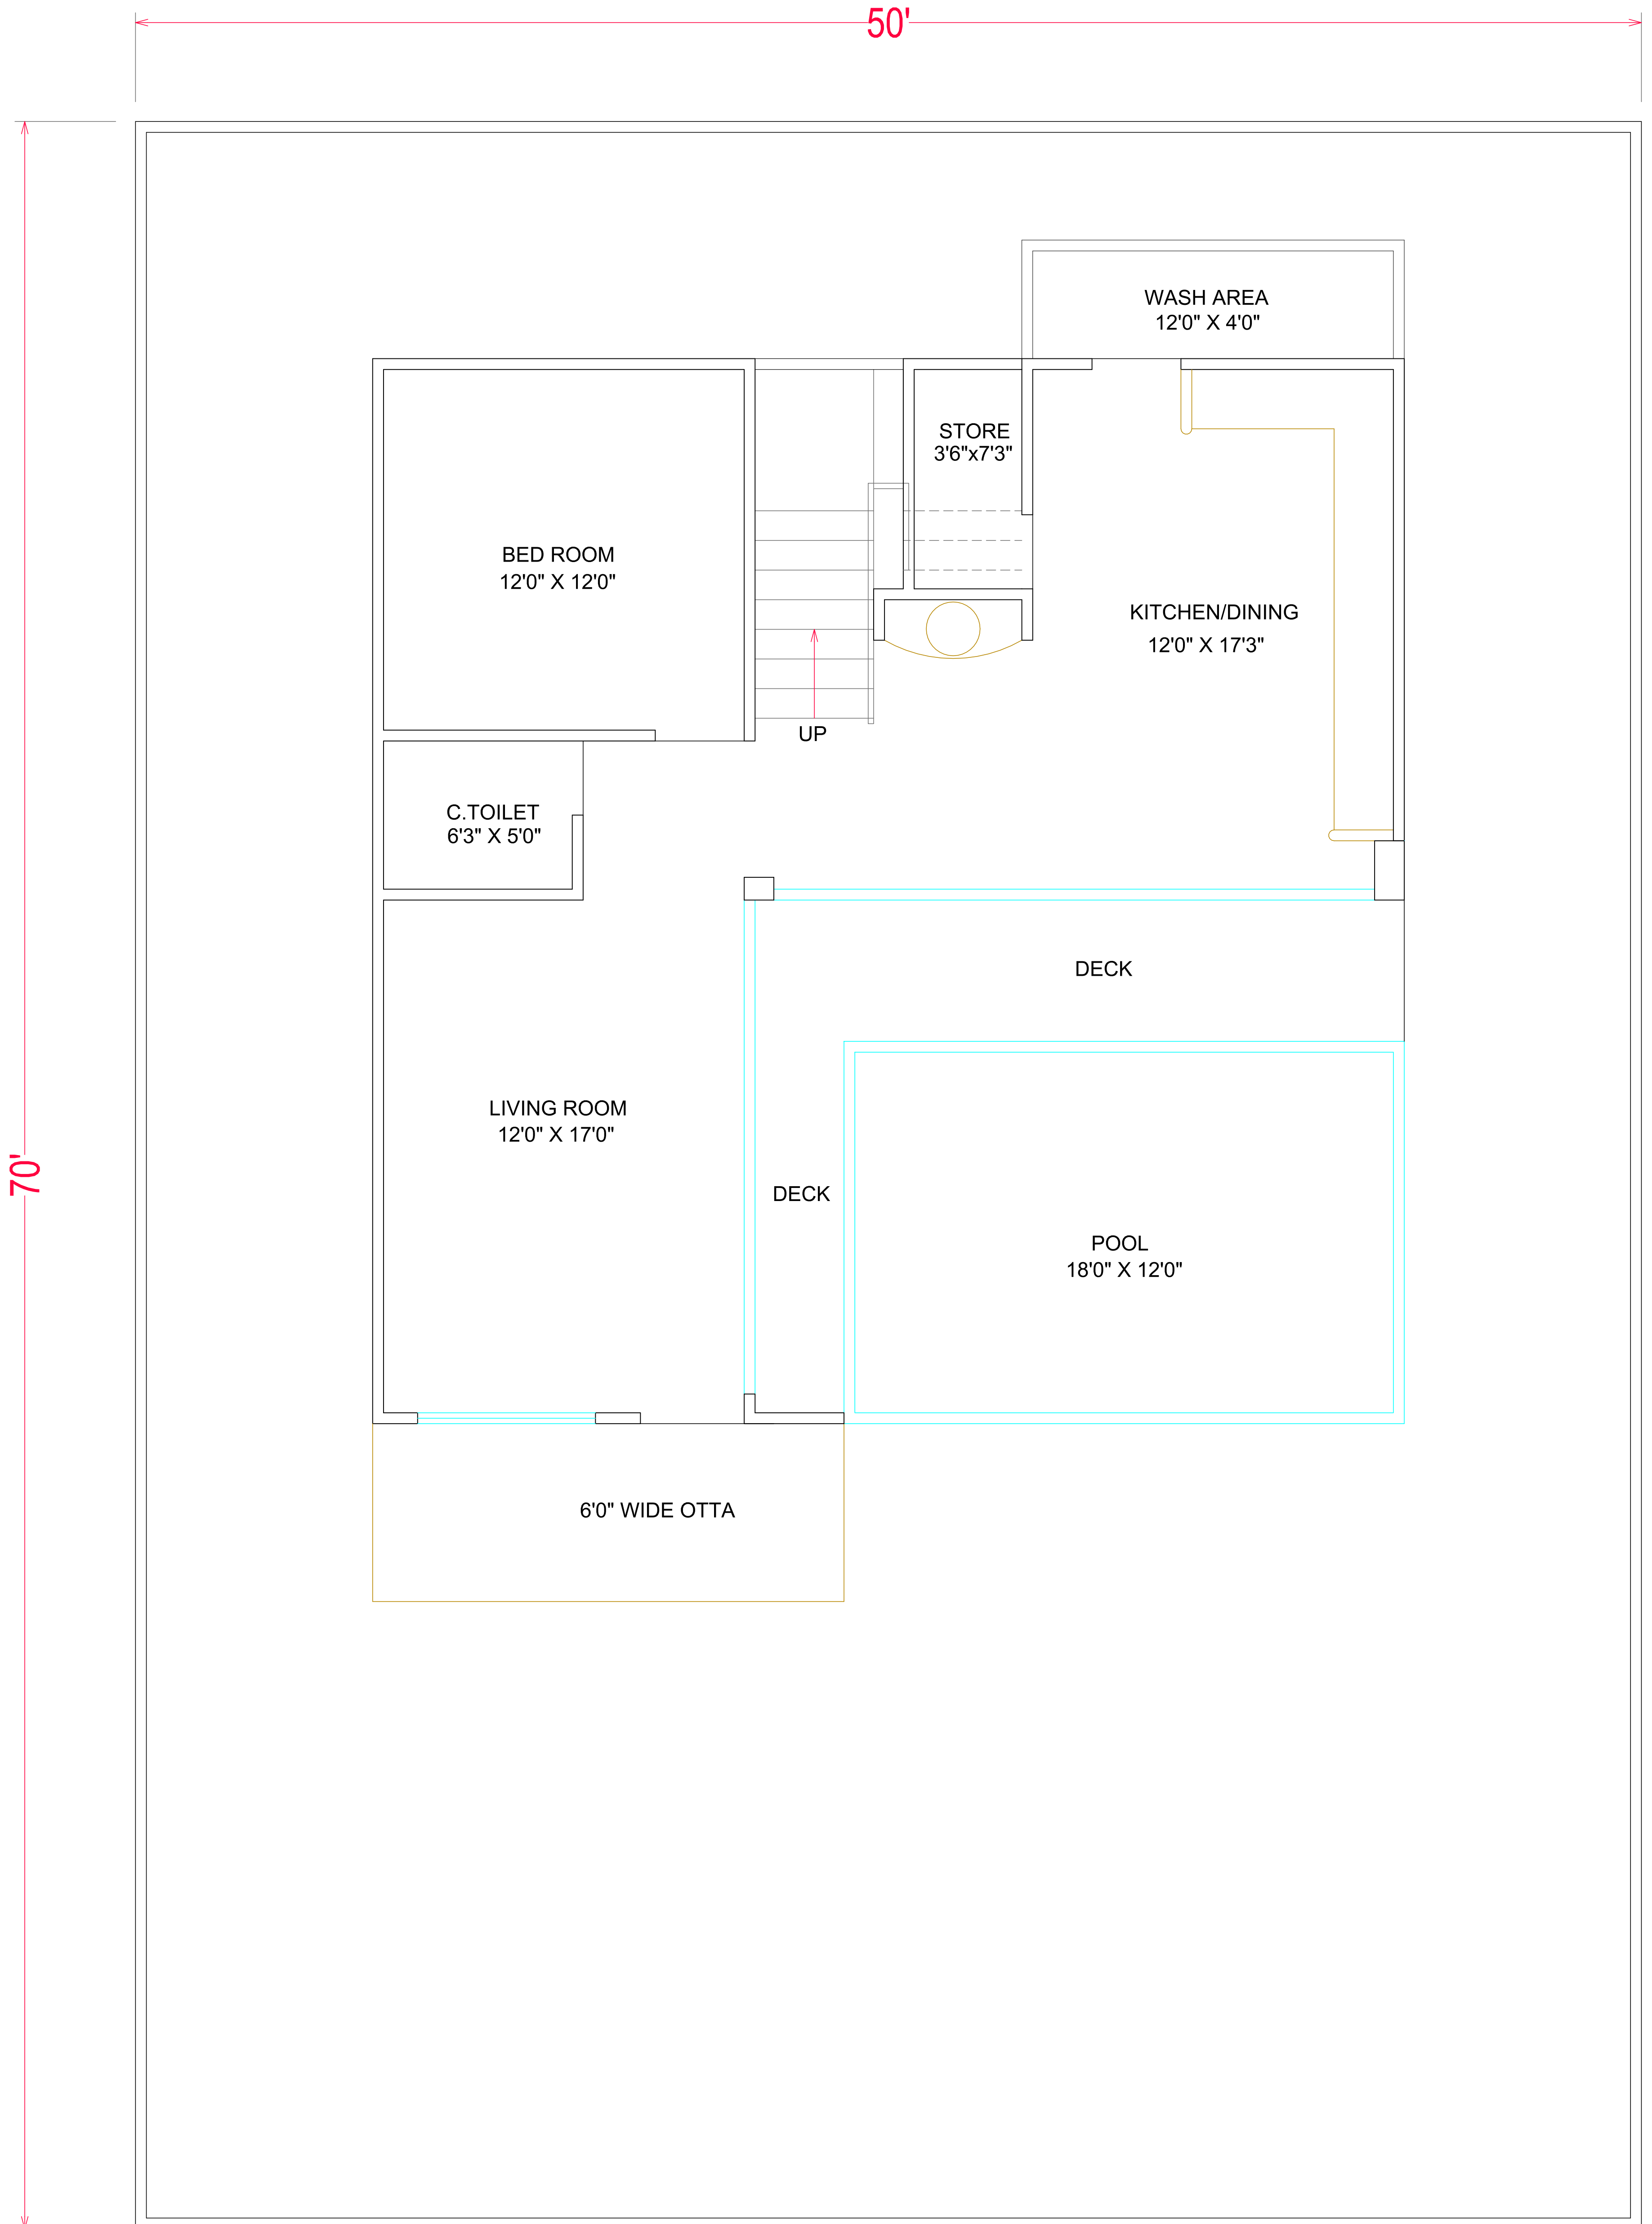 50'
WASH AREA
12'0" X 4'0"
STORE
3'6"x7'3"
BED ROOM
12'0" X 12'0"
KITCHEN/DINING
12'0" X 17'3"
UP
C.TOILET
6'3" X 5'0"
DECK
LIVING ROOM
12'0" X 17'0"
70'
DECK
POOL
18'0" X 12'0"
6'0" WIDE OTTA